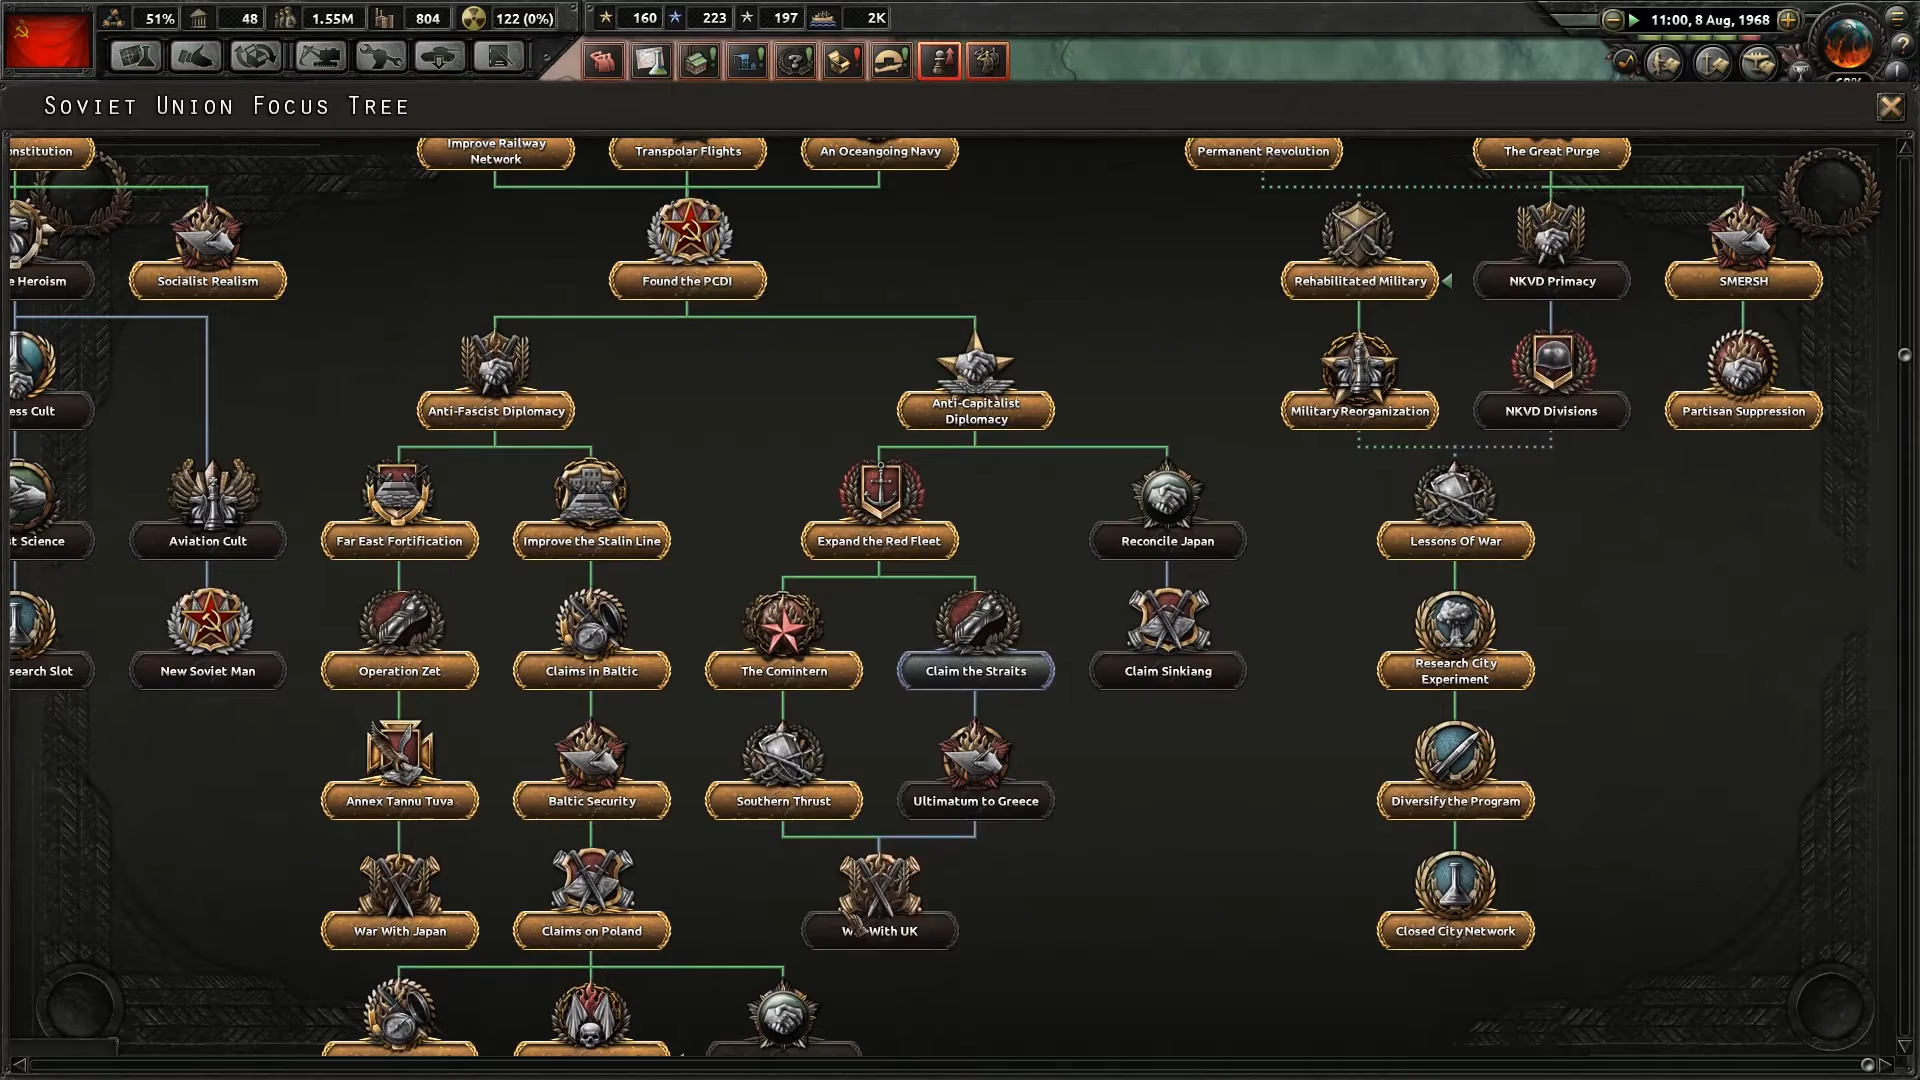 51%
48
1.55M
804
122 (0%)
160
223
197
2K
11:00, 8 Aug, 1968
Soviet Union Focus Tree
onstitution
Improve Railway
Network
Transpolar Flights
An Oceangoing Navy
Permanent Revolution
The Great Purge
e Heroism
Socialist Realism
Found the PCDI
Rehabilitated Military
NKVD Primacy
SMERSH
ess Cult
Anti-Fascist Diplomacy
Anti-Capitalist
Diplomacy
Military Reorganization
NKVD Divisions
Partisan Suppression
st Science
Aviation Cult
Far East Fortification
Improve the Stalin Line
Expand the Red Fleet
Reconcile Japan
Lessons Of War
search Slot
New Soviet Man
Operation Zet
Claims in Baltic
The Comintern
Claim the Straits
Claim Sinkiang
Research City
Experiment
Annex Tannu Tuva
Baltic Security
Southern Thrust
Ultimatum to Greece
Diversify the Program
War With Japan
Claims on Poland
With UK
Closed City Network